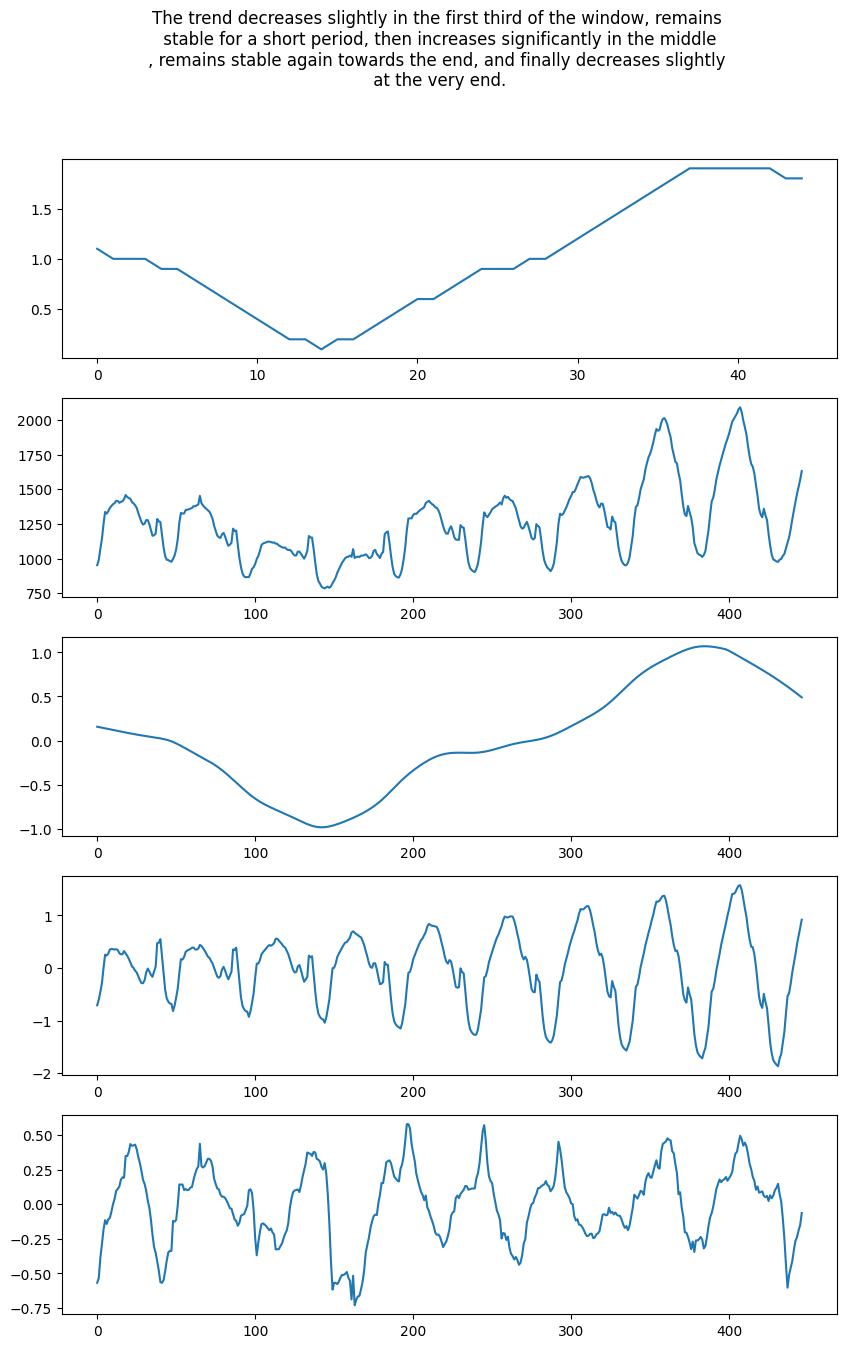 The trend decreases slightly in the first third of the window, remains
stable for a short period, then increases significantly in the middle
, remains stable again towards the end, and finally decreases slightly
at the very end.
1.5
1.0
0.5
0 10 20 30 40
2000
1750
1500
1250
1000
750
0 100 200 300 400
1.0
0.5
0.0
−0.5
−1.0
0 100 200 300 400
1
0
−1
−2
0 100 200 300 400
0.50
0.25
0.00
−0.25
−0.50
−0.75
0 100 200 300 400